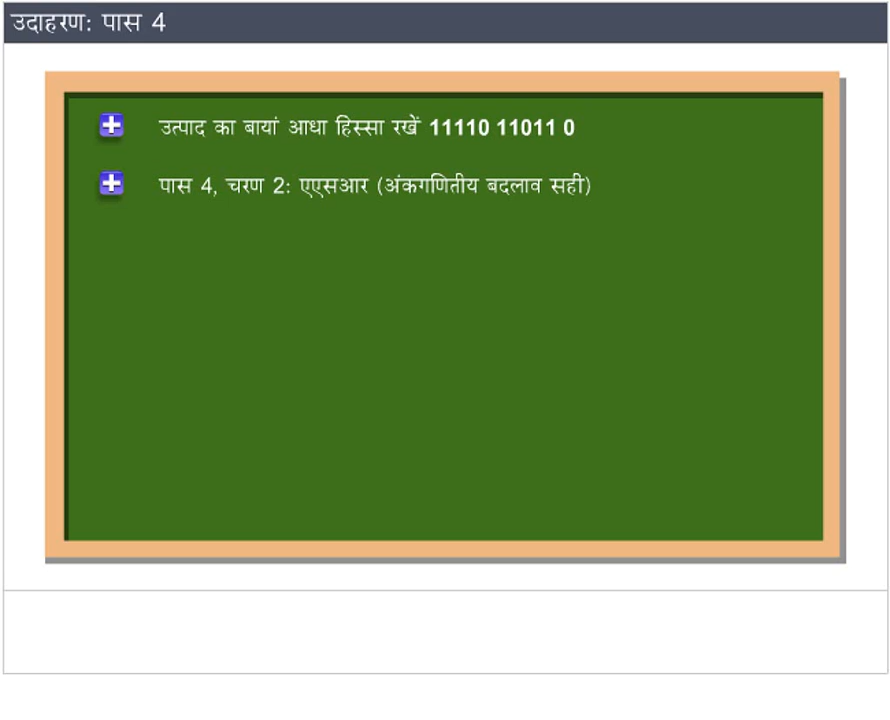 उदाहरण: पास 4
उत्पाद का बायां आधा हिस्सा रखें 11110 11011 0
पास 4, चरण 2: एएसआर (अंकगणितीय बदलाव सही)